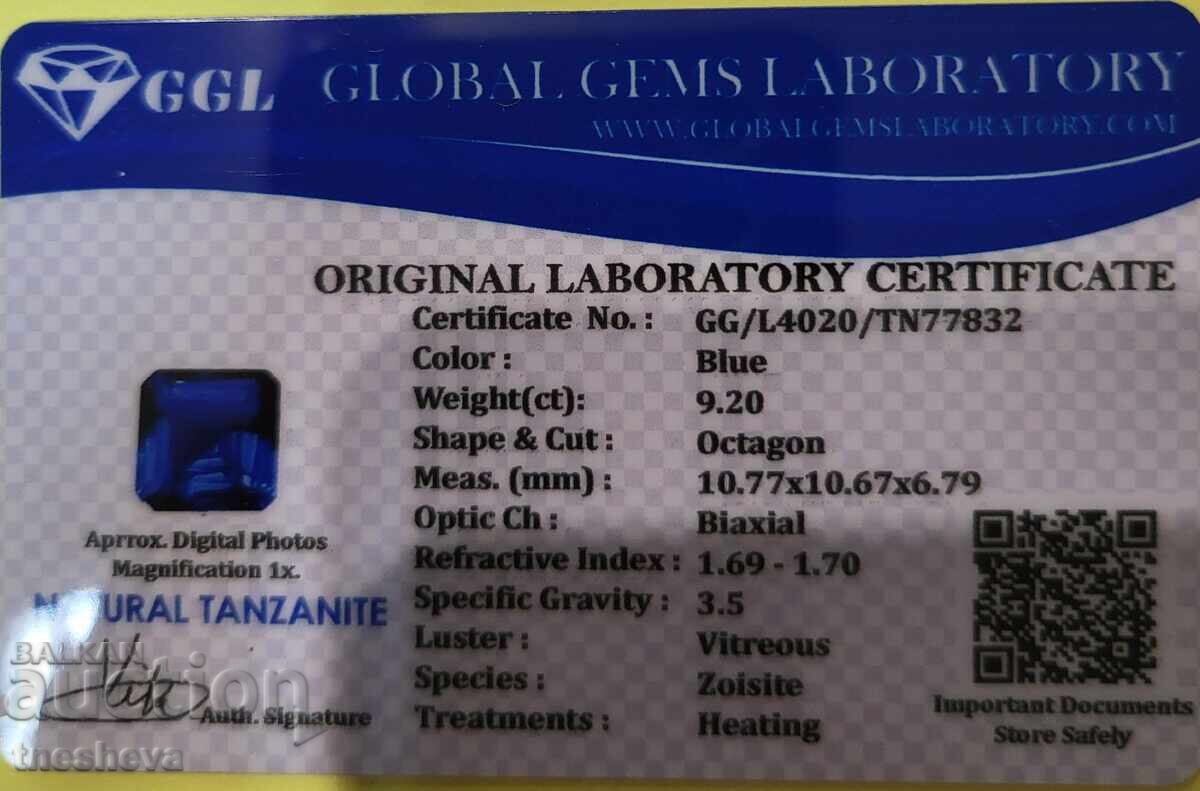 GGL
GLOBAL GEMS LABORATORY
WWW.GLOBALGEMSLABORATORY.COM
ORIGINAL LABORATORY CERTIFICATE
Certificate No. : GG/L4020/TN77832
Color : Blue
Weight(ct): 9.20
Shape & Cut : Octagon
Meas. (mm) : 10.77x10.67x6.79
Optic Ch : Biaxial
Refractive Index : 1.69 - 1.70
Specific Gravity : 3.5
Luster : Vitreous
Species : Zoisite
Treatments : Heating
Aprrox. Digital Photos
Magnification 1x.
NATURAL TANZANITE
Auth. Signature
Important Documents
Store Safely
BALKAN
auction
tnesheva